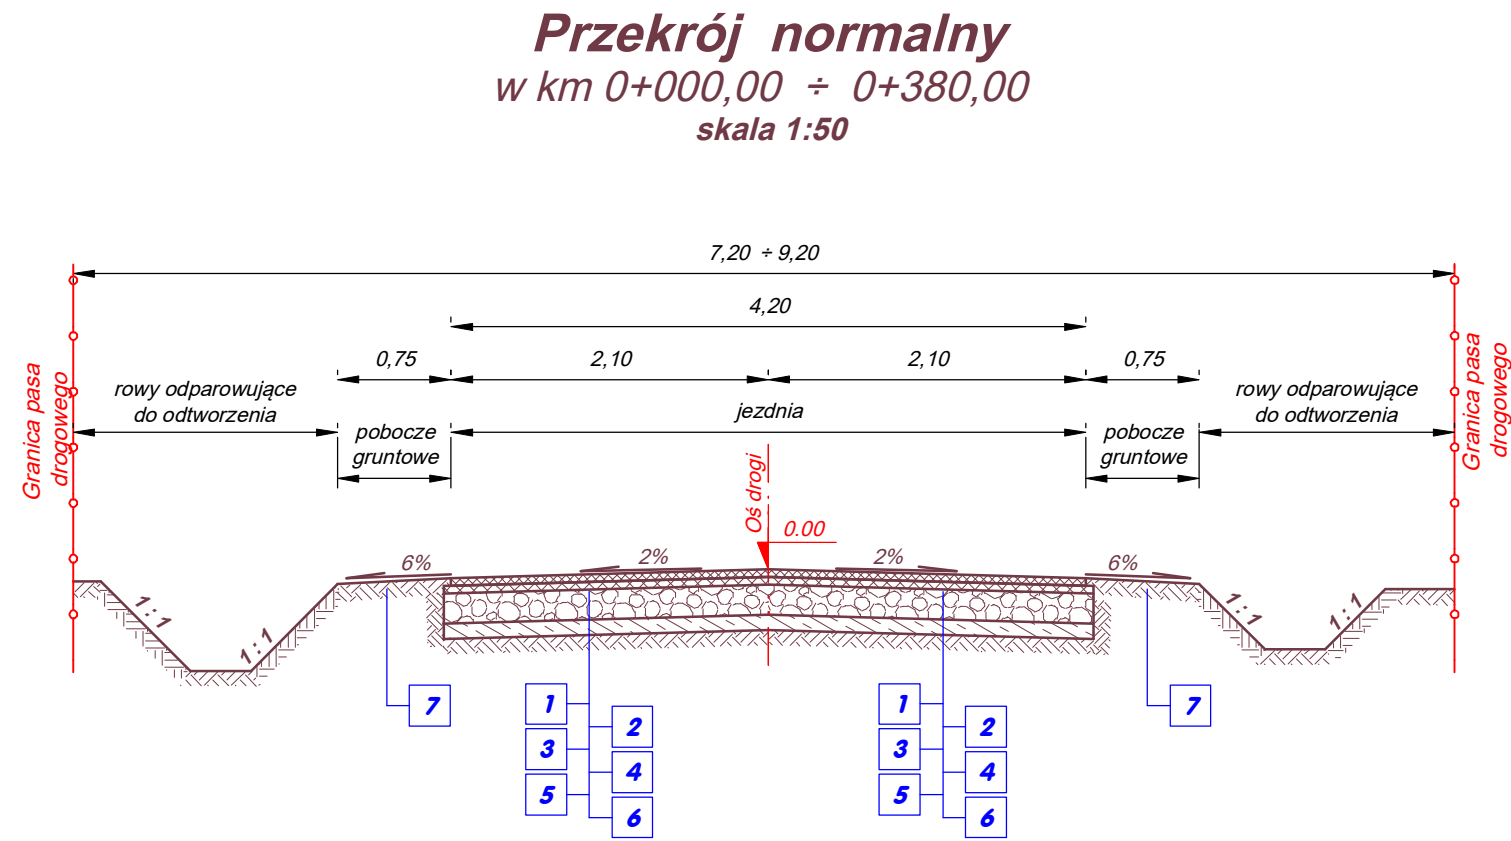 Przekrój normalny
w km 0+000,00 ÷ 0+380,00
skala 1:50
7,20 ÷ 9,20
4,20
0,75
2,10
2,10
0,75
Granica pasa
drogowego
rowy odparowujące
do odtworzenia
pobocze
gruntowe
jezdnia
pobocze
gruntowe
rowy odparowujące
do odtworzenia
Granica pasa
drogowego
Oś drogi
0.00
6%
2%
2%
6%
1:1
1:1
1:1
1:1
7
1
2
3
4
5
6
1
2
3
4
5
6
7